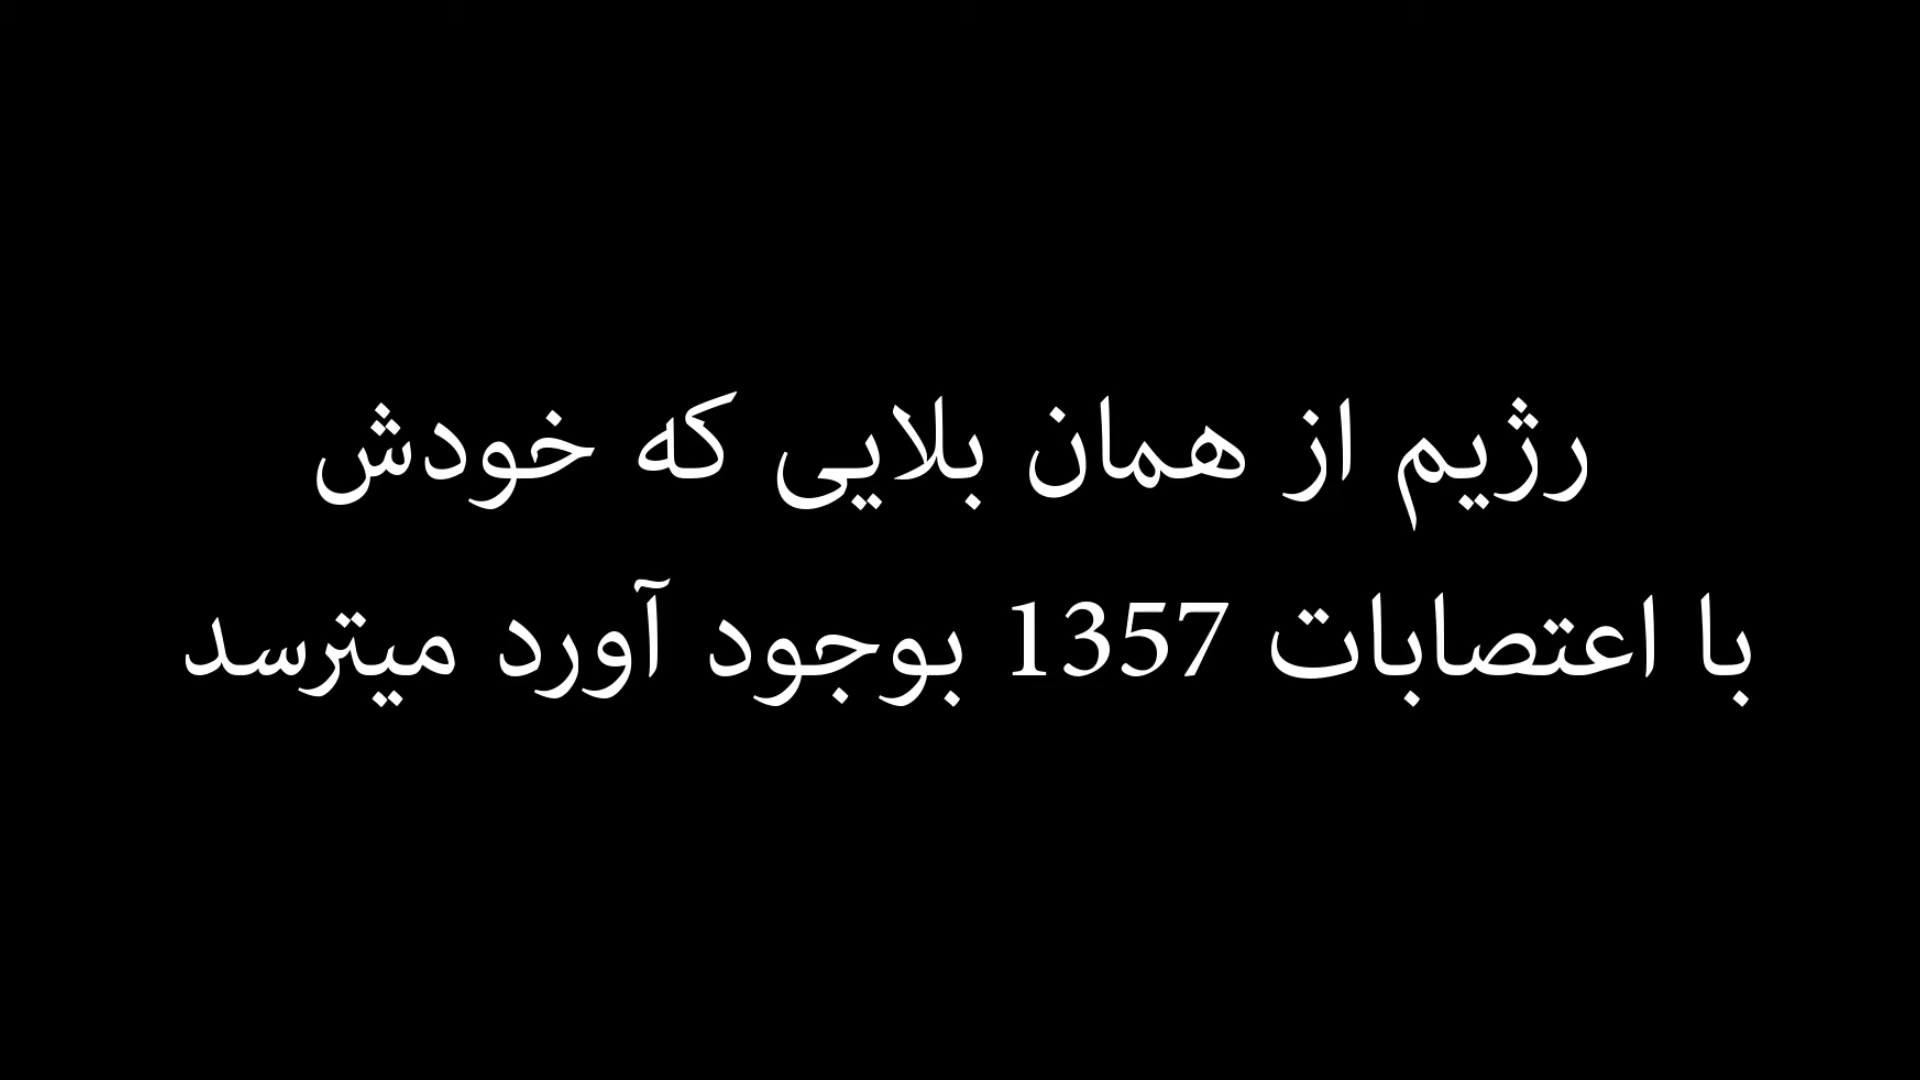 رژیم از همان بلایی که خودش
با اعتصابات 1357 بوجود آورد میترسد